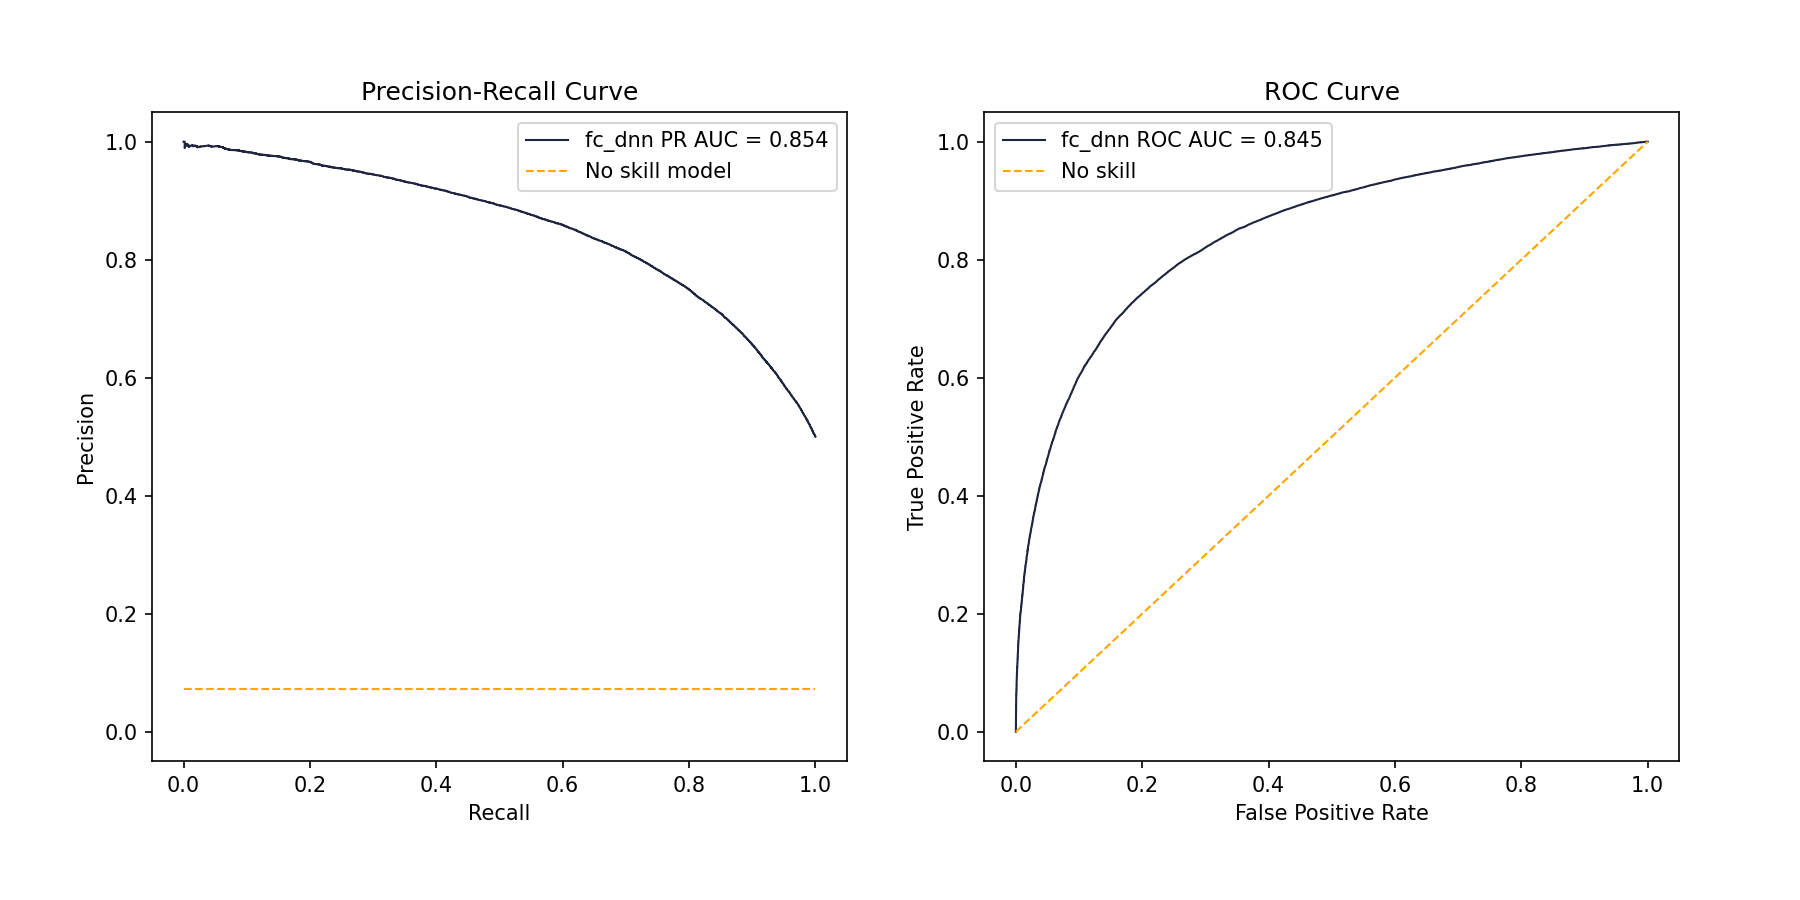 Precision-Recall Curve
fc_dnn PR AUC = 0.854
No skill model
1.0
0.8
0.6
0.4
0.2
0.0
Precision
0.0 0.2 0.4 0.6 0.8 1.0
Recall
ROC Curve
fc_dnn ROC AUC = 0.845
No skill
1.0
0.8
0.6
0.4
0.2
0.0
True Positive Rate
0.0 0.2 0.4 0.6 0.8 1.0
False Positive Rate